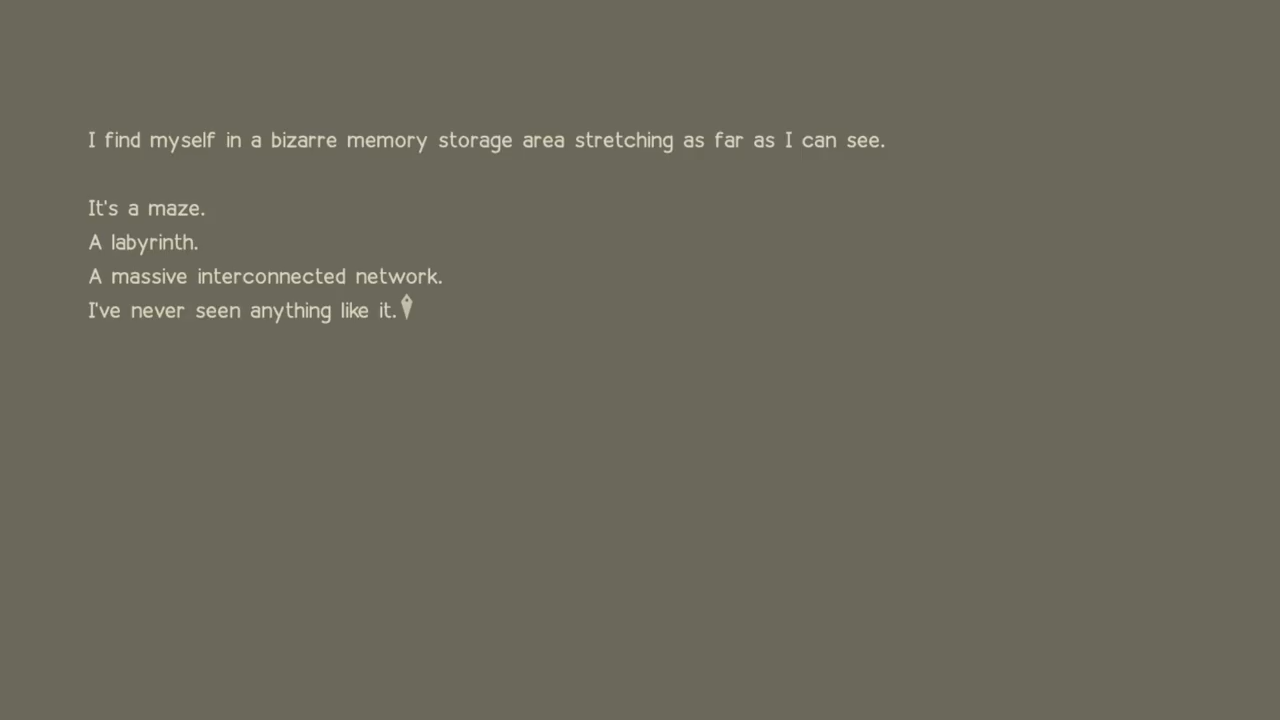 I find myself in a bizarre memory storage area stretching as far as I can see.
It's a maze.
A labyrinth.
A massive interconnected network.
I've never seen anything like it.